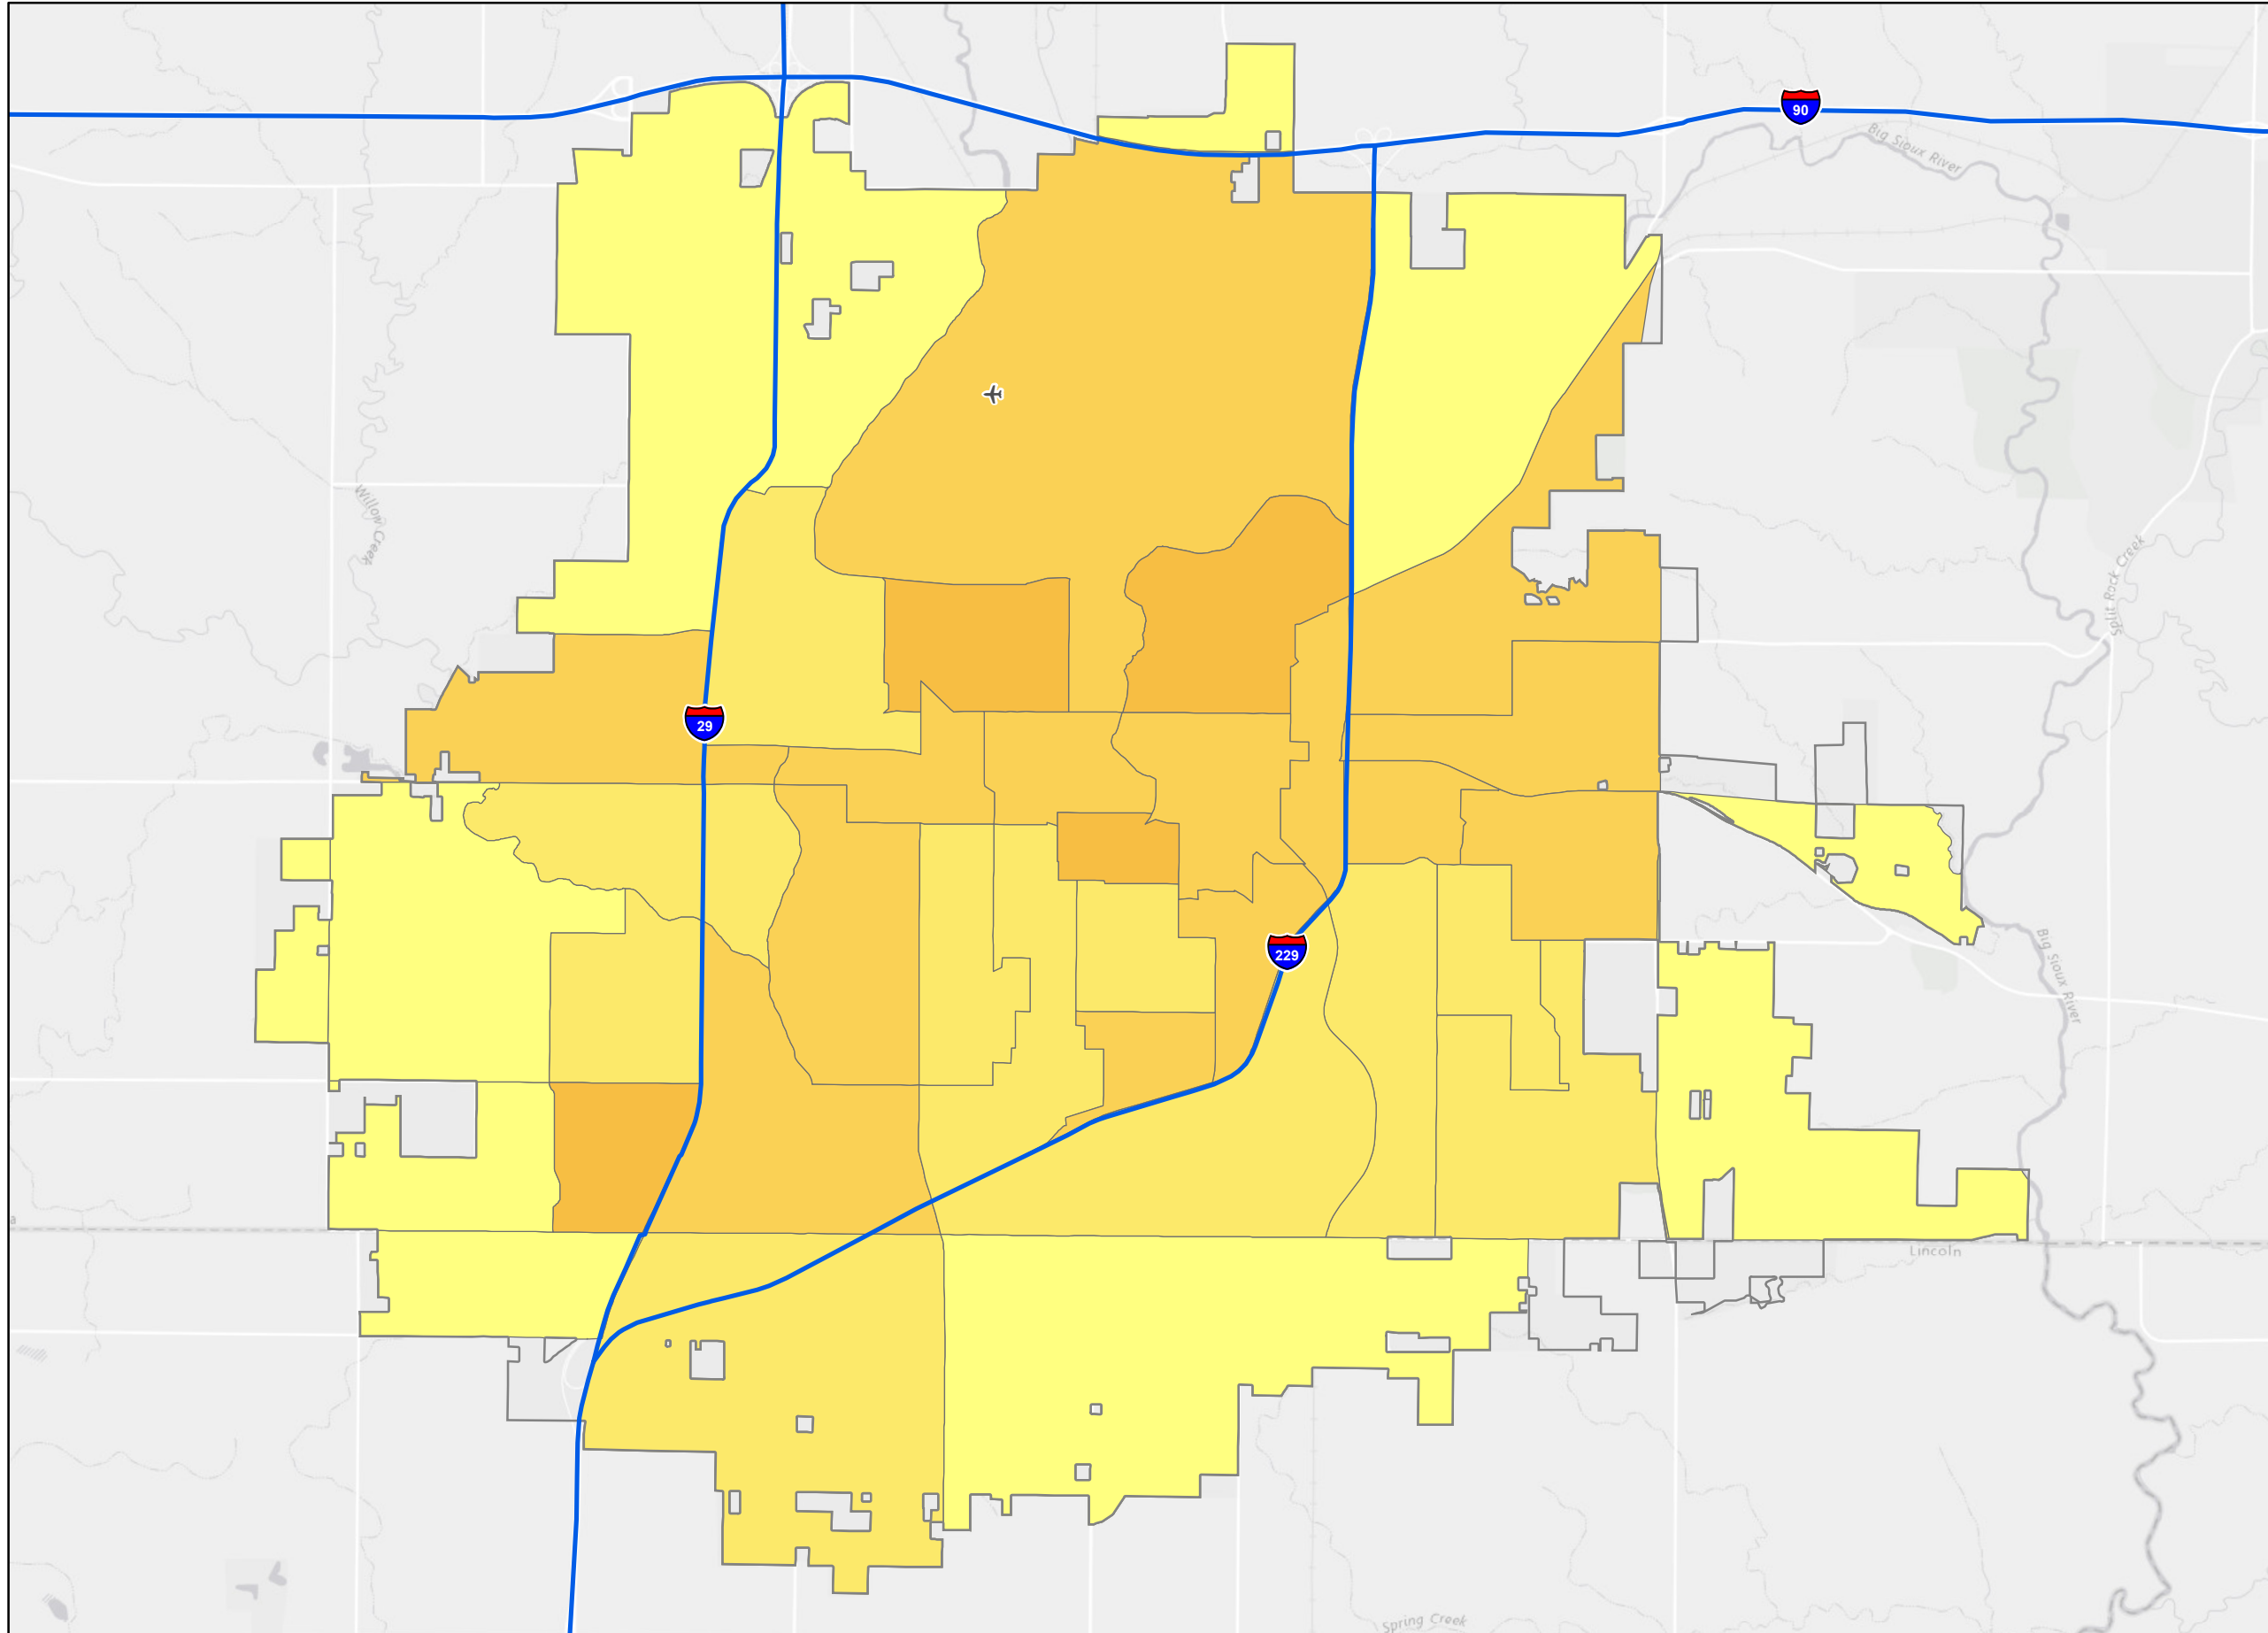 90
Big Sioux River
Willow Creek
Split Rock Creek
29
229
Big Sioux River
a
Lincoln
Spring Creek